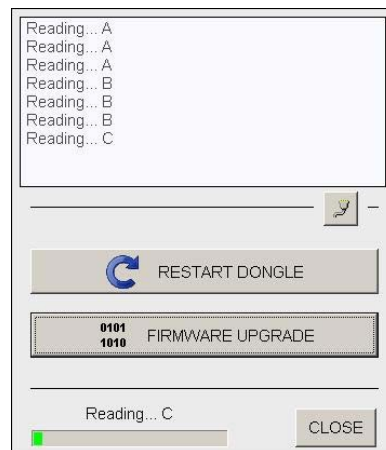 Reading... A
Reading... A
Reading... A
Reading... B
Reading... B
Reading... B
Reading... C
RESTART DONGLE
0101
1010
FIRMWARE UPGRADE
Reading... C
CLOSE